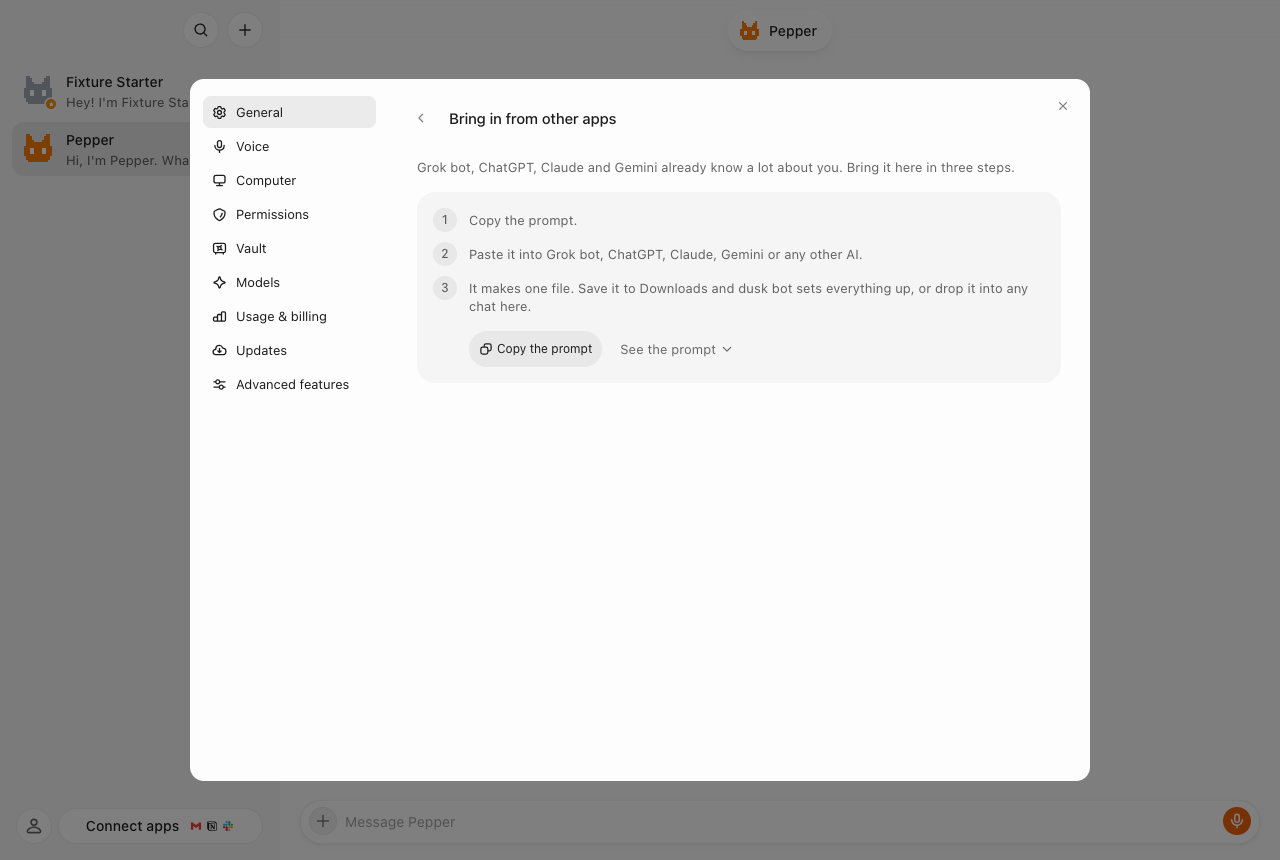 Pepper
Fixture Starter
Hey! I'm Fixture Sta
Pepper
Hi, I'm Pepper. Wha
General
Voice
Computer
Permissions
Vault
Models
Usage & billing
Updates
Advanced features
Bring in from other apps
Grok bot, ChatGPT, Claude and Gemini already know a lot about you. Bring it here in three steps.
1 Copy the prompt.
2 Paste it into Grok bot, ChatGPT, Claude, Gemini or any other AI.
3 It makes one file. Save it to Downloads and dusk bot sets everything up, or drop it into any
chat here.
Copy the prompt See the prompt
Connect apps
Message Pepper